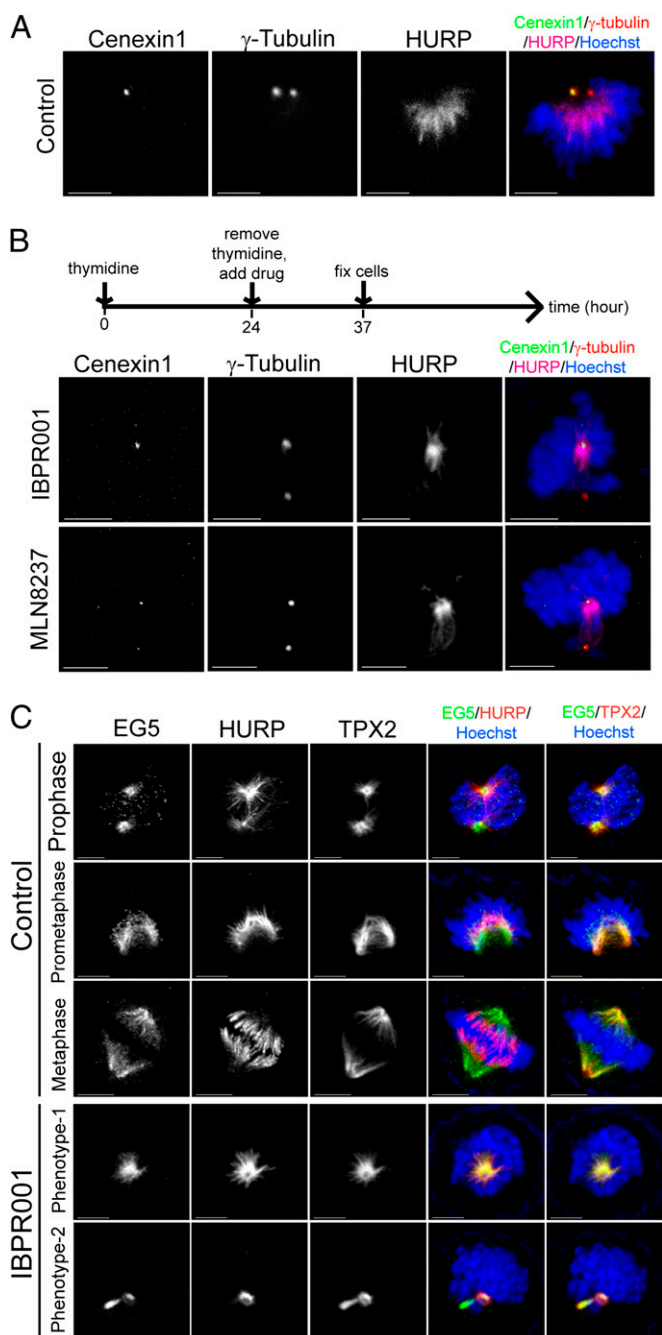 A
Cenexin1 γ-Tubulin HURP Cenexin1/γ-tubulin
/HURP/Hoechst
Control
B
remove
thymidine,
thymidine add drug fix cells
time (hour)
0 24 37
Cenexin1 γ-Tubulin HURP Cenexin1/γ-tubulin
/HURP/Hoechst
IBPR001
MLN8237
C
EG5 HURP TPX2 EG5/HURP/ EG5/TPX2/
Hoechst Hoechst
Control
Prophase
Prometaphase
Metaphase
IBPR001
Phenotype-1
Phenotype-2